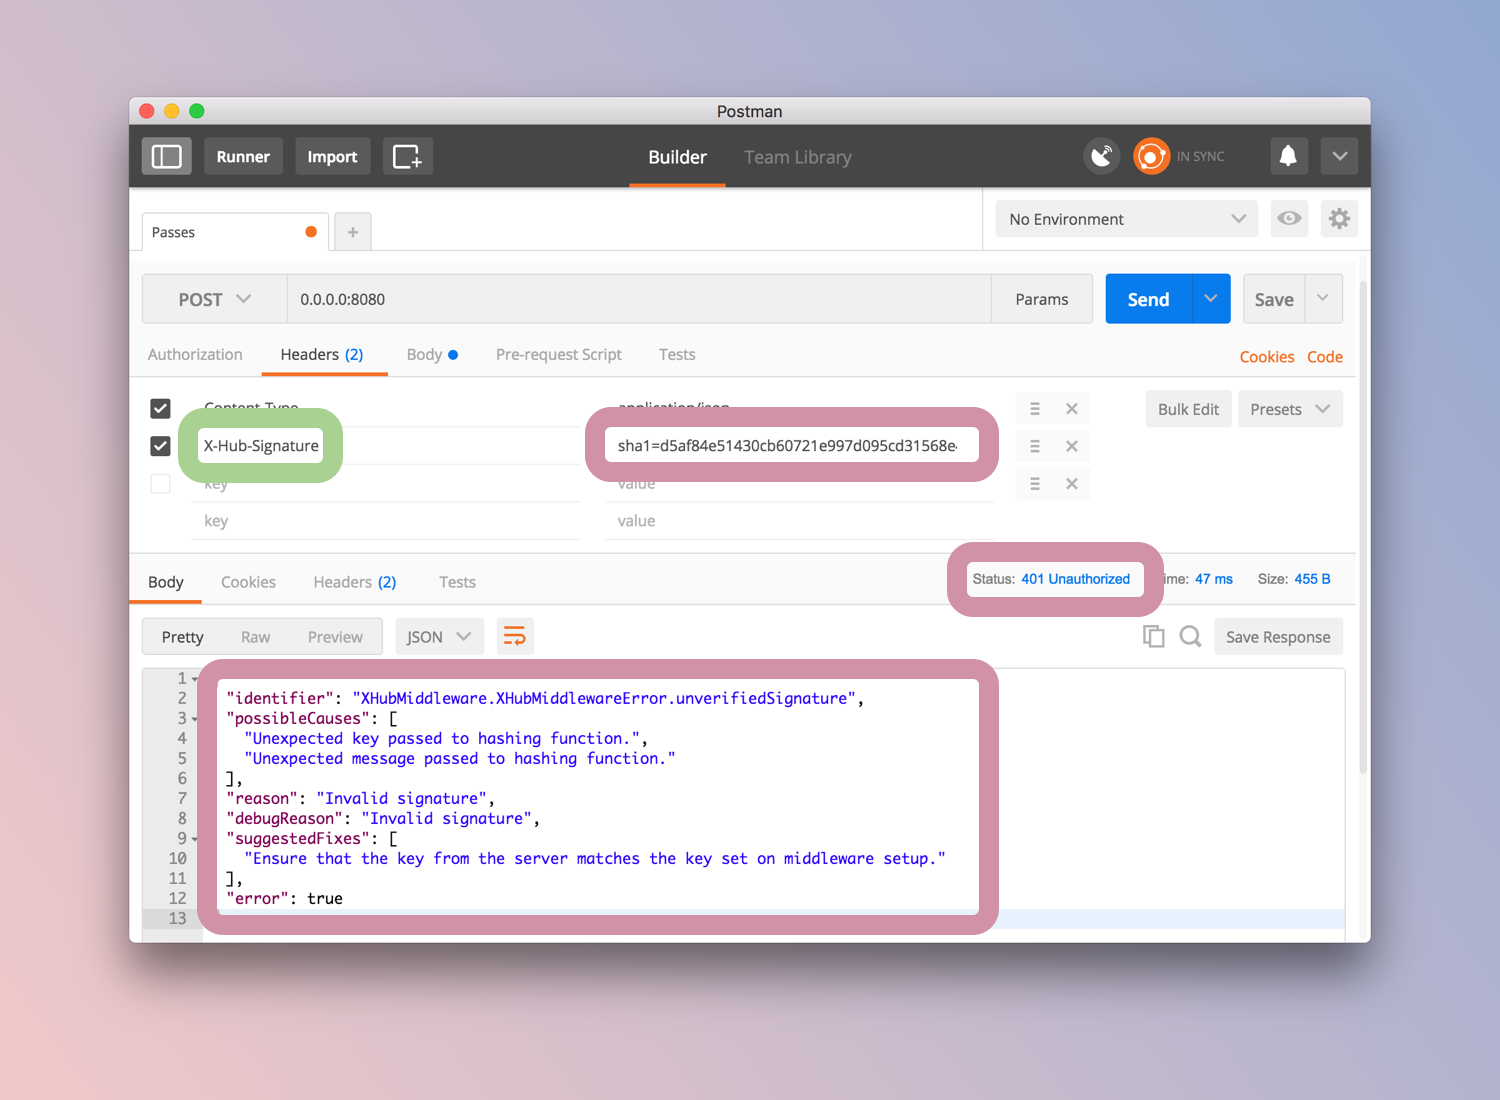 Postman
Runner
Import
Builder
Team Library
IN SYNC
Passes
+
No Environment
POST
0.0.0.0:8080
Params
Send
Save
Authorization
Headers (2)
Body
Pre-request Script
Tests
Cookies
Code
Content-Type
application/json
Bulk Edit
Presets
X-Hub-Signature
sha1=d5af84e51430cb60721e997d095cd31568e
key
value
key
value
Body
Cookies
Headers (2)
Tests
Status: 401 Unauthorized
ime: 47 ms
Size: 455 B
Pretty
Raw
Preview
JSON
Save Response
1
2 "identifier": "XHubMiddleware.XHubMiddlewareError.unverifiedSignature",
3 "possibleCauses": [
4 "Unexpected key passed to hashing function.",
5 "Unexpected message passed to hashing function."
6 ],
7 "reason": "Invalid signature",
8 "debugReason": "Invalid signature",
9 "suggestedFixes": [
10 "Ensure that the key from the server matches the key set on middleware setup."
11 ],
12 "error": true
13